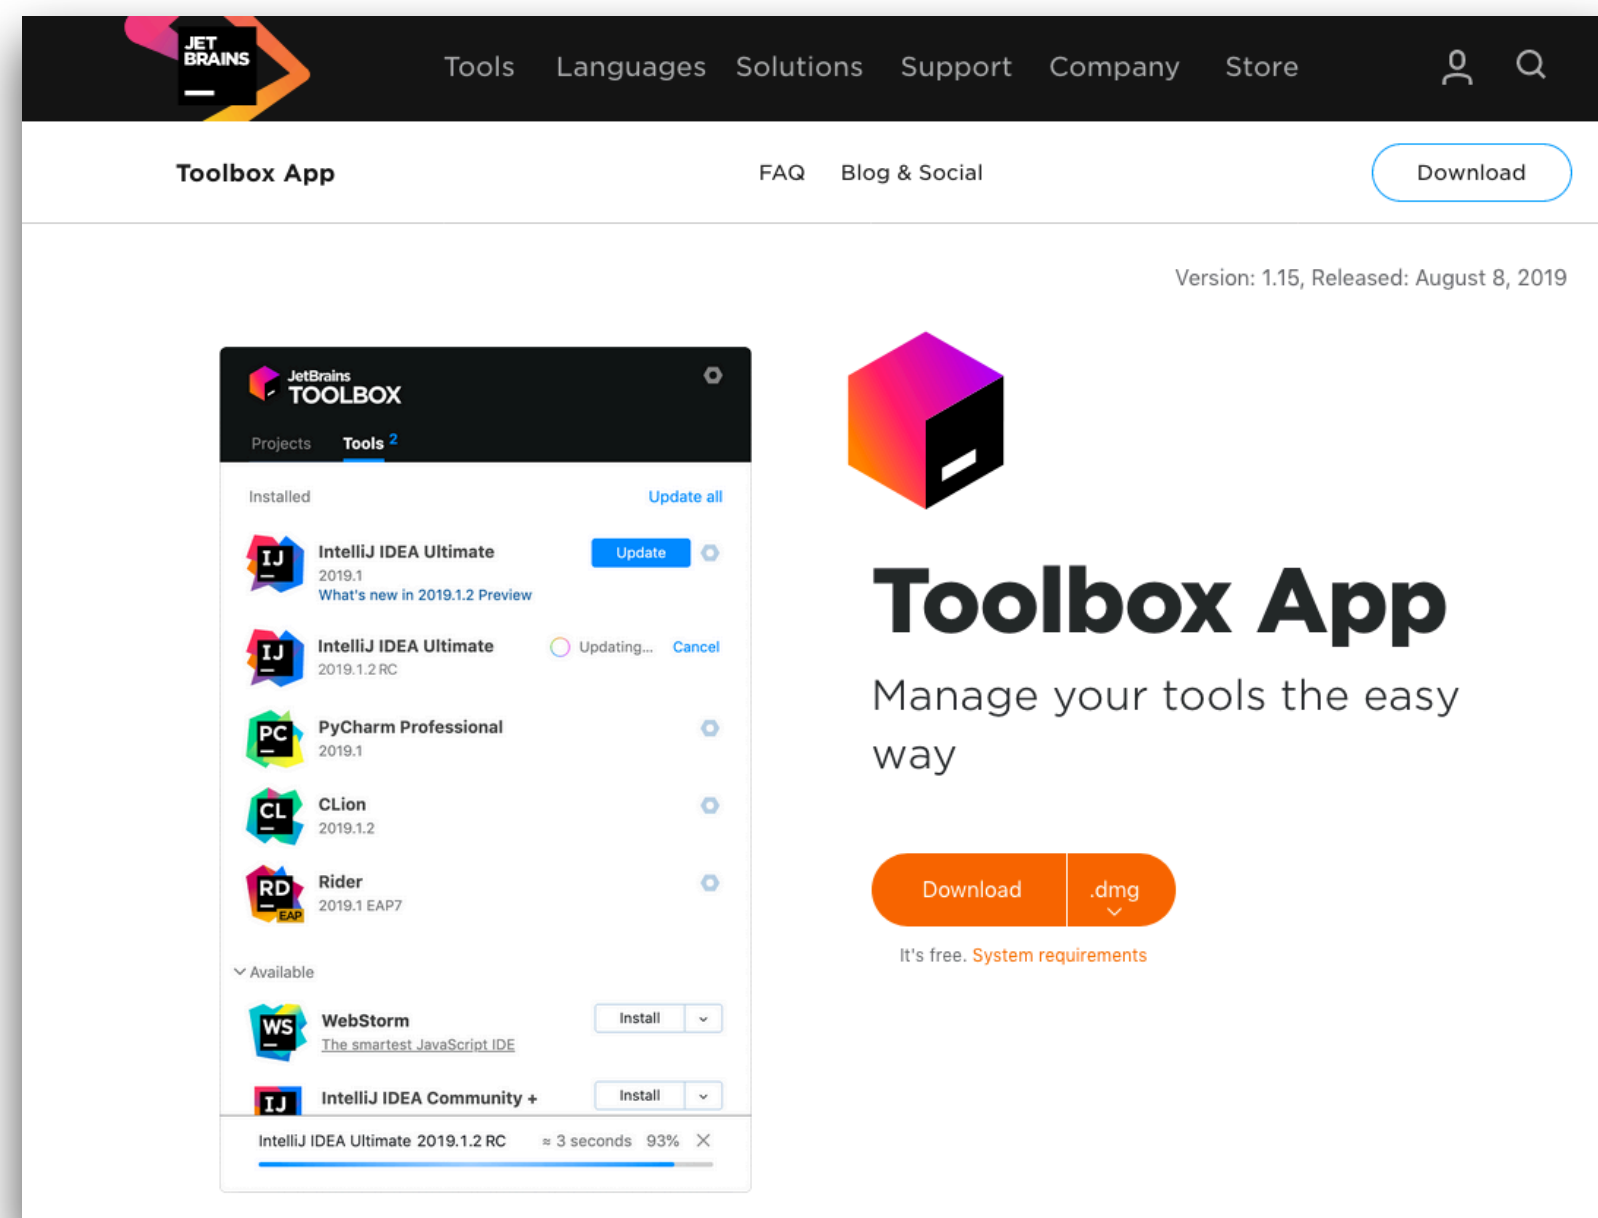 JET
BRAINS
Tools Languages Solutions Support Company Store
Toolbox App
FAQ Blog & Social
Download
Version: 1.15, Released: August 8, 2019
JetBrains
TOOLBOX
Projects Tools 2
Installed Update all
IJ
IntelliJ IDEA Ultimate
2019.1
What's new in 2019.1.2 Preview
Update
IJ
IntelliJ IDEA Ultimate
2019.1.2 RC
Updating... Cancel
PC
PyCharm Professional
2019.1
CL
CLion
2019.1.2
RD
EAP
Rider
2019.1 EAP7
Available
WS
WebStorm
The smartest JavaScript IDE
Install
IJ
IntelliJ IDEA Community +
Install
IntelliJ IDEA Ultimate 2019.1.2 RC ≈ 3 seconds 93%
Toolbox App
Manage your tools the easy
way
Download .dmg
It's free. System requirements